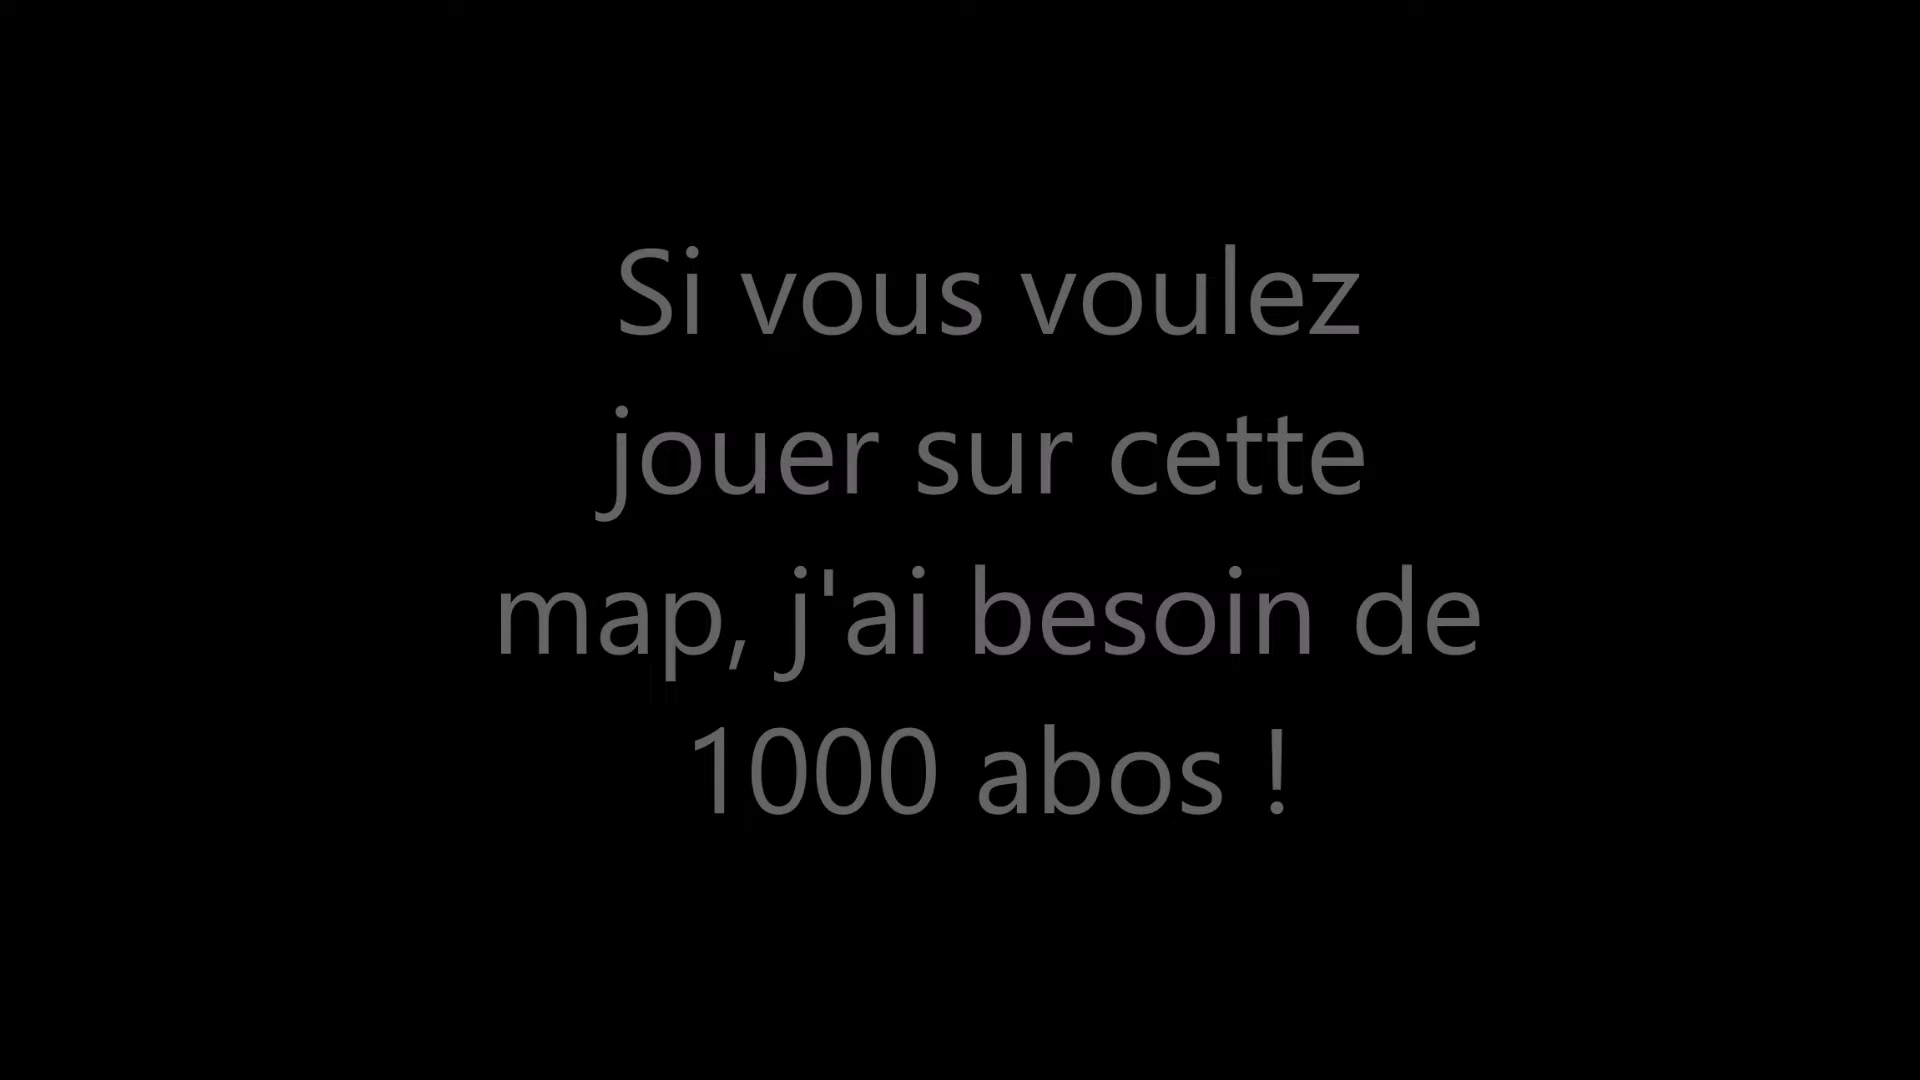 Si vous voulez
jouer sur cette
map, j'ai besoin de
1000 abos !